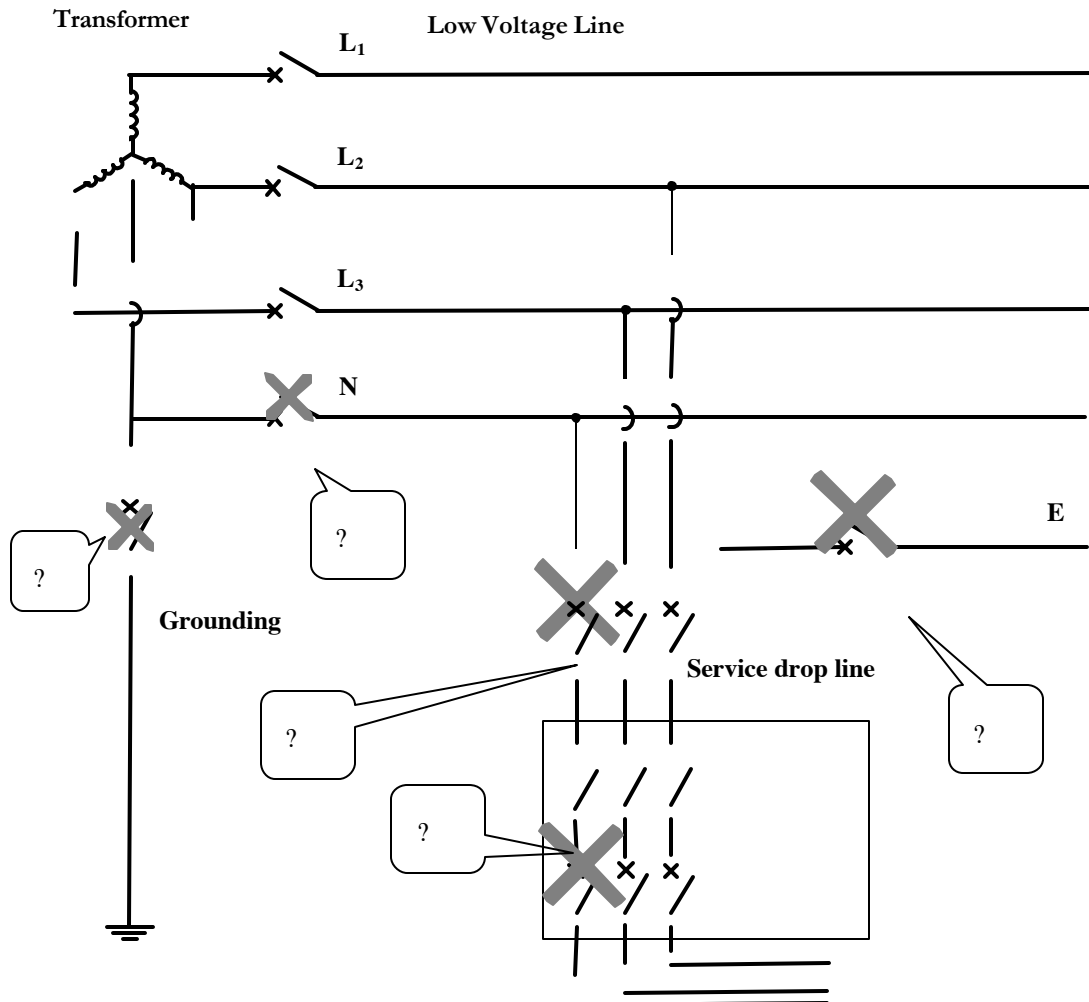 Transformer
Low Voltage Line
L₁
L₂
L₃
N
?
E
?
Grounding
Service drop line
?
?
?